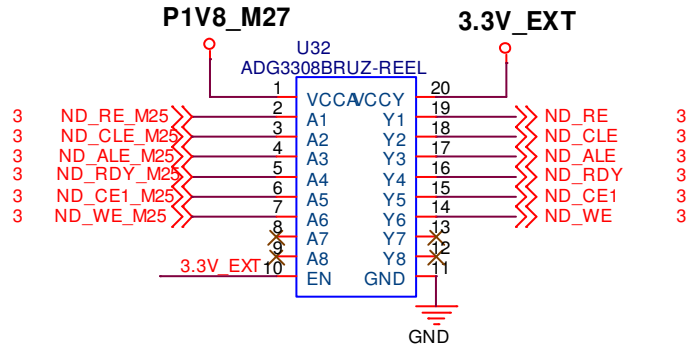 P1V8_M27 3.3V_EXT
U32
ADG3308BRUZ-REEL
1 VCCA VCCY 20
3 ND_RE_M25 2 A1 Y1 19 ND_RE 3
3 ND_CLE_M25 3 A2 Y2 18 ND_CLE 3
3 ND_ALE_M25 4 A3 Y3 17 ND_ALE 3
3 ND_RDY_M25 5 A4 Y4 16 ND_RDY 3
3 ND_CE1_M25 6 A5 Y5 15 ND_CE1 3
3 ND_WE_M25 7 A6 Y6 14 ND_WE 3
8 A7 Y7 13
9 A8 Y8 12
3.3V_EXT 10 EN GND 11
GND